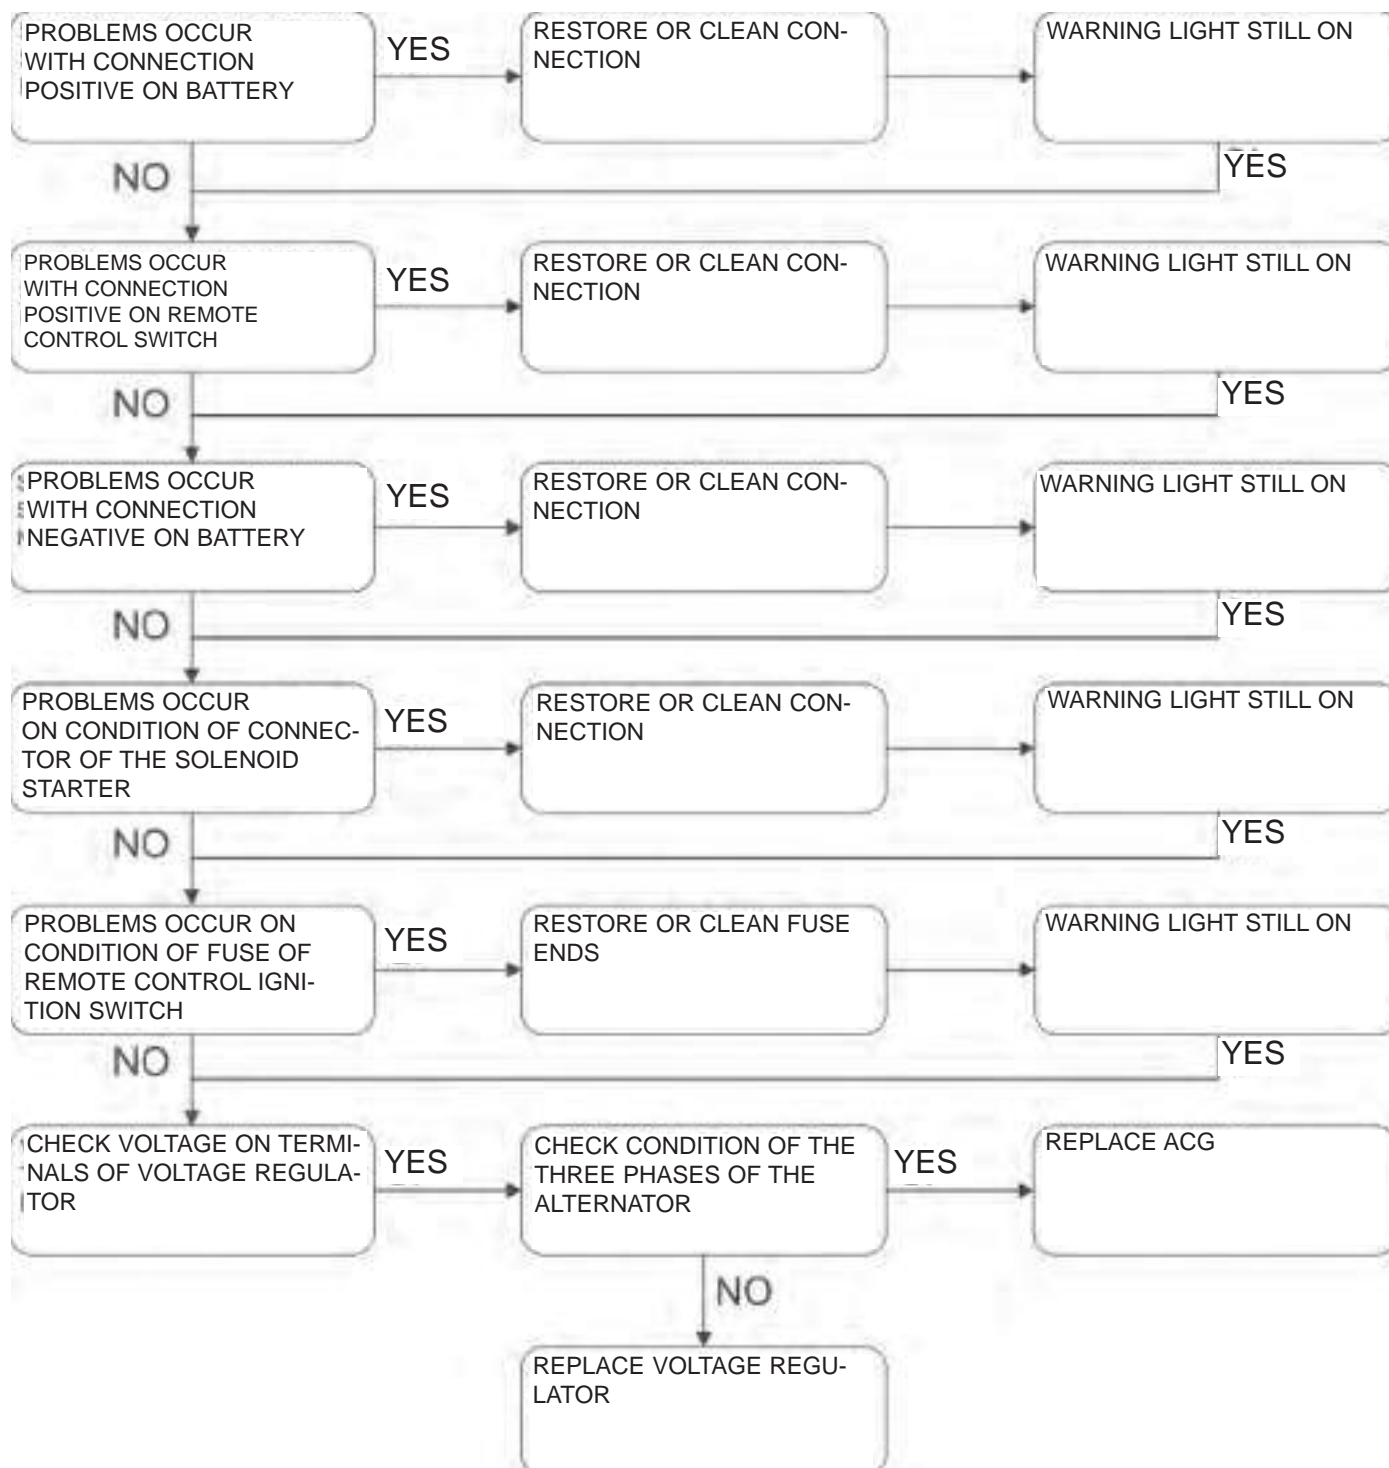 PROBLEMS OCCUR
WITH CONNECTION
POSITIVE ON BATTERY
YES
RESTORE OR CLEAN CON-
NECTION
WARNING LIGHT STILL ON
YES
NO
PROBLEMS OCCUR
WITH CONNECTION
POSITIVE ON REMOTE
CONTROL SWITCH
YES
RESTORE OR CLEAN CON-
NECTION
WARNING LIGHT STILL ON
YES
NO
PROBLEMS OCCUR
WITH CONNECTION
NEGATIVE ON BATTERY
YES
RESTORE OR CLEAN CON-
NECTION
WARNING LIGHT STILL ON
YES
NO
PROBLEMS OCCUR
ON CONDITION OF CONNEC-
TOR OF THE SOLENOID
STARTER
YES
RESTORE OR CLEAN CON-
NECTION
WARNING LIGHT STILL ON
YES
NO
PROBLEMS OCCUR ON
CONDITION OF FUSE OF
REMOTE CONTROL IGNI-
TION SWITCH
YES
RESTORE OR CLEAN FUSE
ENDS
WARNING LIGHT STILL ON
YES
NO
CHECK VOLTAGE ON TERMI-
NALS OF VOLTAGE REGULA-
TOR
YES
CHECK CONDITION OF THE
THREE PHASES OF THE
ALTERNATOR
YES
REPLACE ACG
NO
REPLACE VOLTAGE REGU-
LATOR